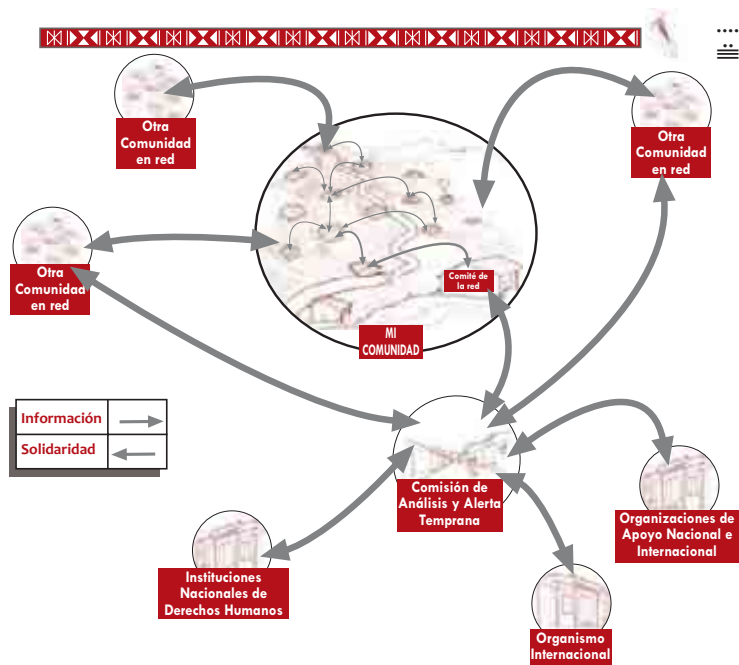 Otra
Comunidad
en red
Otra
Comunidad
en red
Otra
Comunidad
en red
Comité de
la red
MI
COMUNIDAD
Información
Solidaridad
Comisión de
Análisis y Alerta
Temprana
Organizaciones de
Apoyo Nacional e
Internacional
Instituciones
Nacionales de
Derechos Humanos
Organismo
Internacional